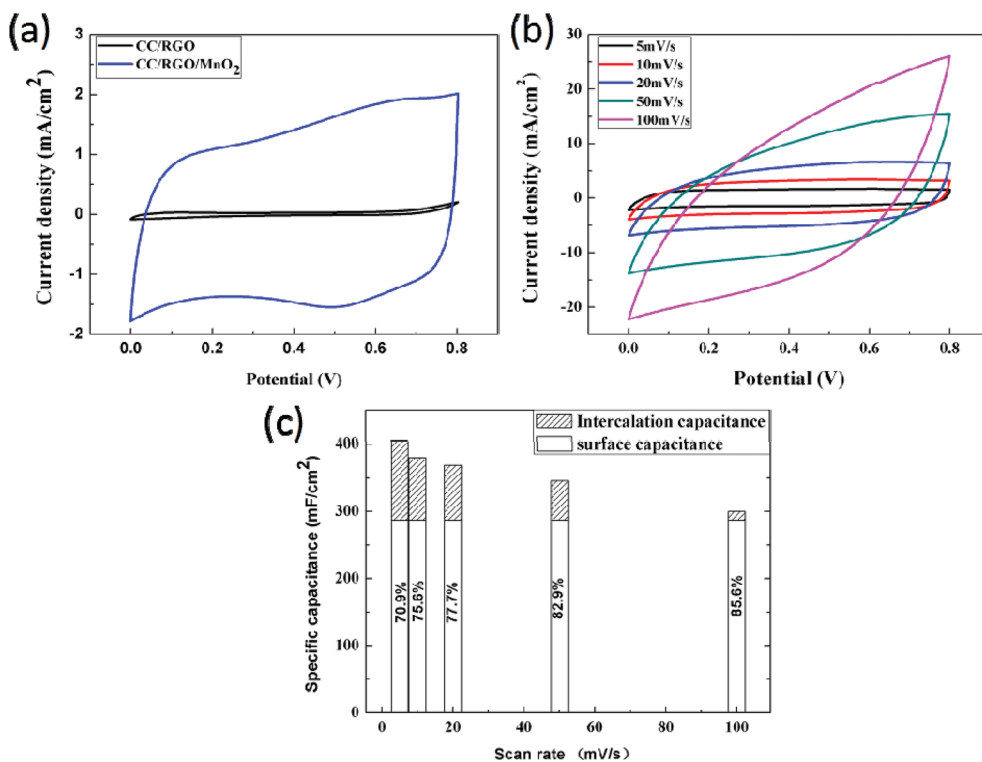 (a)
3
2
1
0
-1
-2
CC/RGO
CC/RGO/MnO2
Current density (mA/cm2)
0.0 0.2 0.4 0.6 0.8
Potential (V)
(b)
30
20
10
0
-10
-20
5mV/s
10mV/s
20mV/s
50mV/s
100mV/s
Current density (mA/cm2)
0.0 0.2 0.4 0.6 0.8
Potential (V)
(c)
Intercalation capacitance
surface capacitance
400
300
200
100
0
Specific capacitance (mF/cm2)
70.9%
75.6%
77.7%
82.9%
85.6%
0 20 40 60 80 100
Scan rate (mV/s)